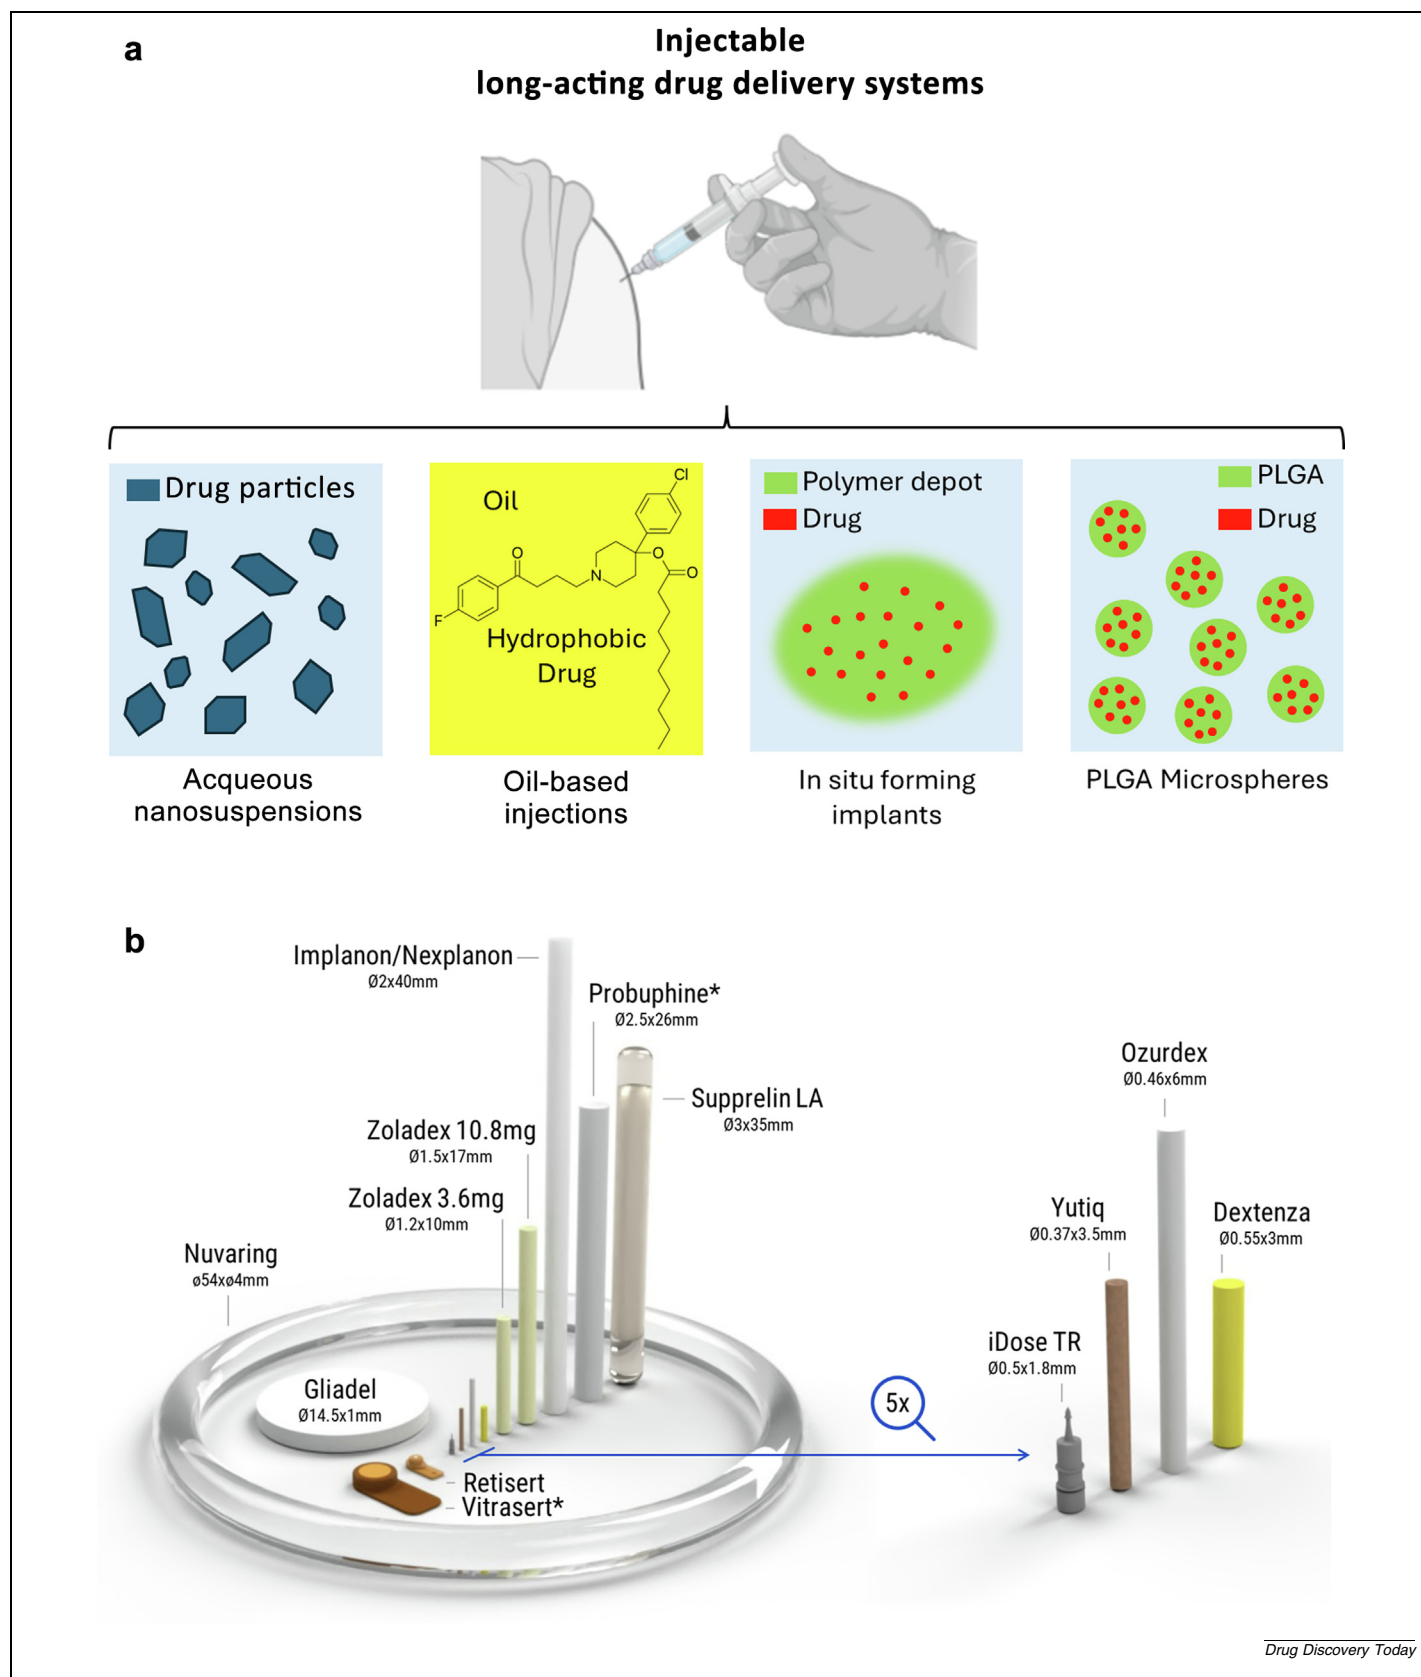 a
Injectable
long-acting drug delivery systems
Drug particles
Acqueous
nanosuspensions
Oil
Cl
O
O
O
N
F
Hydrophobic
Drug
Oil-based
injections
Polymer depot
Drug
In situ forming
implants
PLGA
Drug
PLGA Microspheres
b
Implanon/Nexplanon
Ø2x40mm
Probuphine*
Ø2.5x26mm
Supprelin LA
Ø3x35mm
Zoladex 10.8mg
Ø1.5x17mm
Zoladex 3.6mg
Ø1.2x10mm
Nuvaring
ø54xø4mm
Gliadel
Ø14.5x1mm
Retisert
Vitrasert*
5x
Ozurdex
Ø0.46x6mm
Yutiq
Ø0.37x3.5mm
Dextenza
Ø0.55x3mm
iDose TR
Ø0.5x1.8mm
Drug Discovery Today